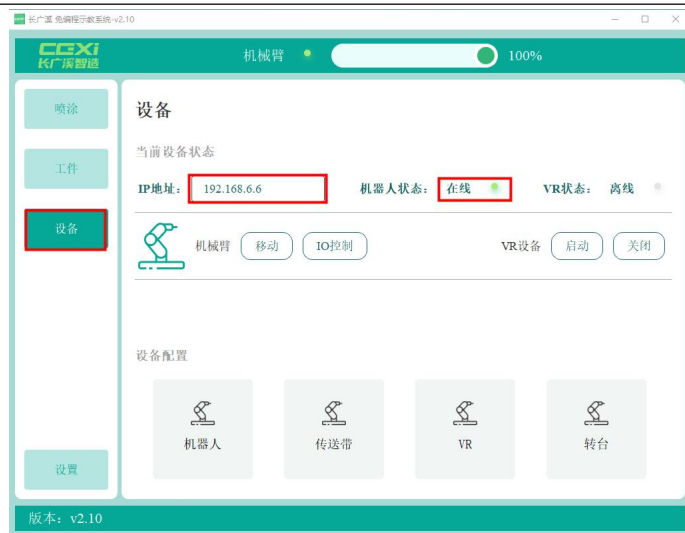 长广溪 免编程示教系统-v2.10
CGXi
长广溪智造
机械臂 100%
喷涂
工件
设备
设置
设备
当前设备状态
IP地址: 192.168.6.6 机器人状态: 在线 VR状态: 离线
机械臂 移动 IO控制 VR设备 启动 关闭
设备配置
机器人 传送带 VR 转台
版本: v2.10